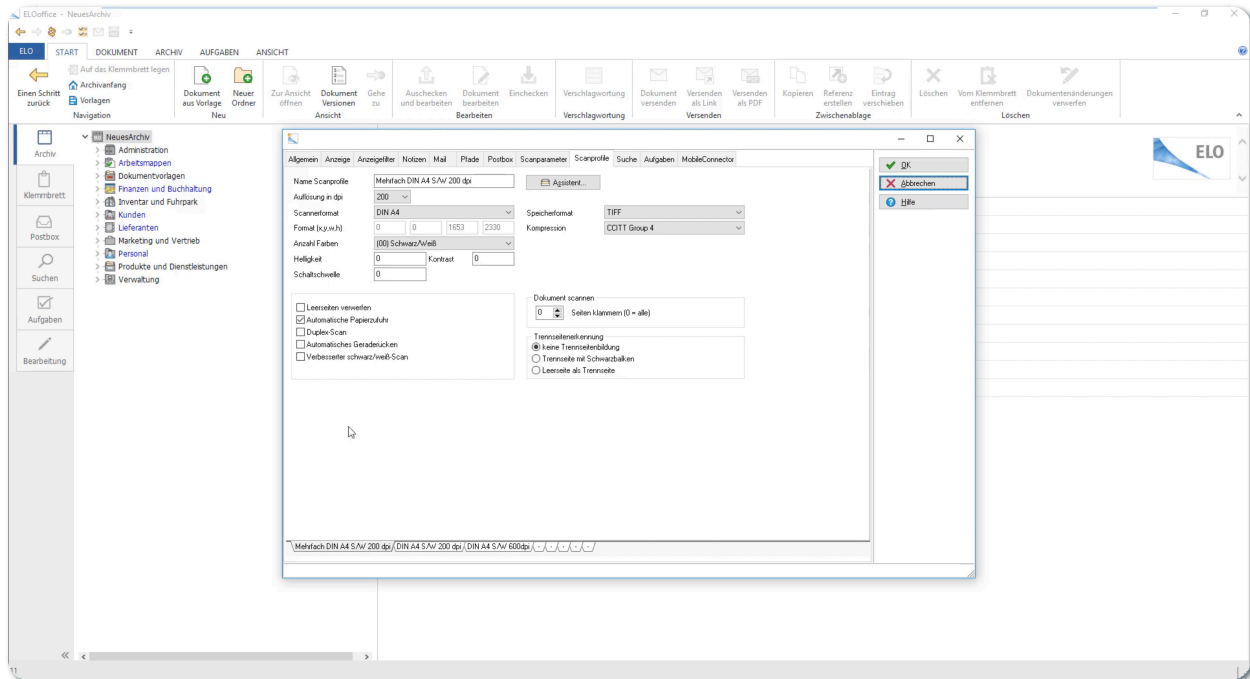 ELOoffice - NeuesArchiv
ELO START DOKUMENT ARCHIV AUFGABEN ANSICHT
Einen Schritt zurück
Auf das Klemmbrett legen
Archivanfang
Vorlagen
Navigation
Dokument aus Vorlage
Neuer Ordner
Neu
Zur Ansicht öffnen
Dokument Versionen
Gehe zu
Ansicht
Auschecken und bearbeiten
Dokument bearbeiten
Einchecken
Bearbeiten
Verschlagwortung
Verschlagwortung
Dokument versenden
Versenden als Link
Versenden als PDF
Versenden
Kopieren
Referenz erstellen
Eintrag verschieben
Zwischenablage
Löschen
Vom Klemmbrett entfernen
Dokumentenänderungen verwerfen
Löschen
Archiv
Klemmbrett
Postbox
Suchen
Aufgaben
Bearbeitung
NeuesArchiv
Administration
Arbeitsmappen
Dokumentvorlagen
Finanzen und Buchhaltung
Inventar und Fuhrpark
Kunden
Lieferanten
Marketing und Vertrieb
Personal
Produkte und Dienstleistungen
Verwaltung
ELO
Allgemein Anzeige Anzeigefilter Notizen Mail Pfade Postbox Scanparameter Scanprofile Suche Aufgaben MobileConnector
Name Scanprofile Mehrfach DIN A4 S/W 200 dpi Assistent...
Auflösung in dpi 200
Scannerformat DIN A4 Speicherformat TIFF
Format (x,y,w,h) 0 0 1653 2330 Kompression CCITT Group 4
Anzahl Farben (00) Schwarz/Weiß
Helligkeit 0 Kontrast 0
Schaltschwelle 0
Leerseiten verwerfen
Automatische Papierzufuhr
Duplex-Scan
Automatisches Geraderücken
Verbesserter schwarz/weiß-Scan
Dokument scannen
0 Seiten klammern (0 = alle)
Trennseitenerkennung
keine Trennseitenbildung
Trennseite mit Schwarzbalken
Leerseite als Trennseite
OK
Abbrechen
Hilfe
Mehrfach DIN A4 S/W 200 dpi DIN A4 S/W 200 dpi DIN A4 S/W 600dpi - - - - -
11